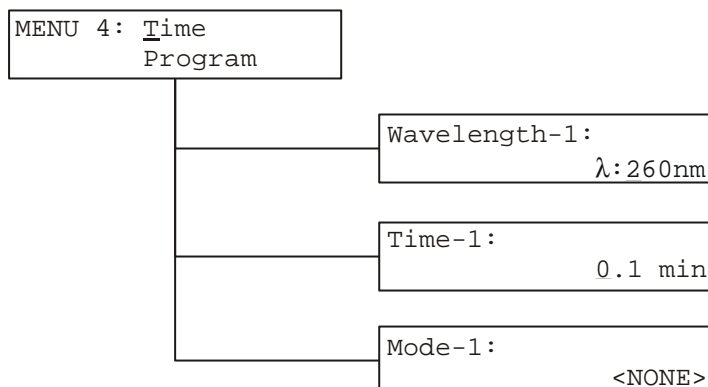 MENU 4: Time
Program
Wavelength-1:
λ:260nm
Time-1:
0.1 min
Mode-1:
<NONE>